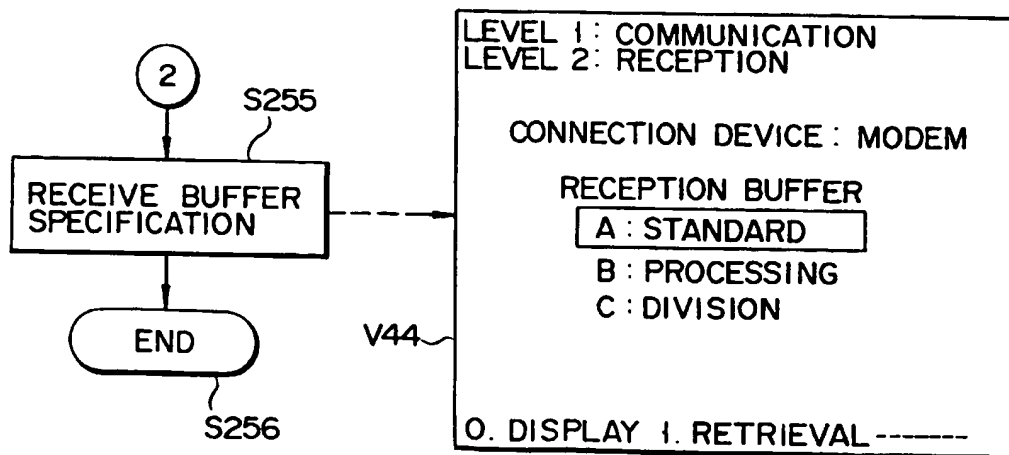 2
S255
RECEIVE BUFFER
SPECIFICATION
END
S256
LEVEL 1: COMMUNICATION
LEVEL 2: RECEPTION
CONNECTION DEVICE: MODEM
RECEPTION BUFFER
A: STANDARD
B: PROCESSING
C: DIVISION
V44
0. DISPLAY 1. RETRIEVAL -------